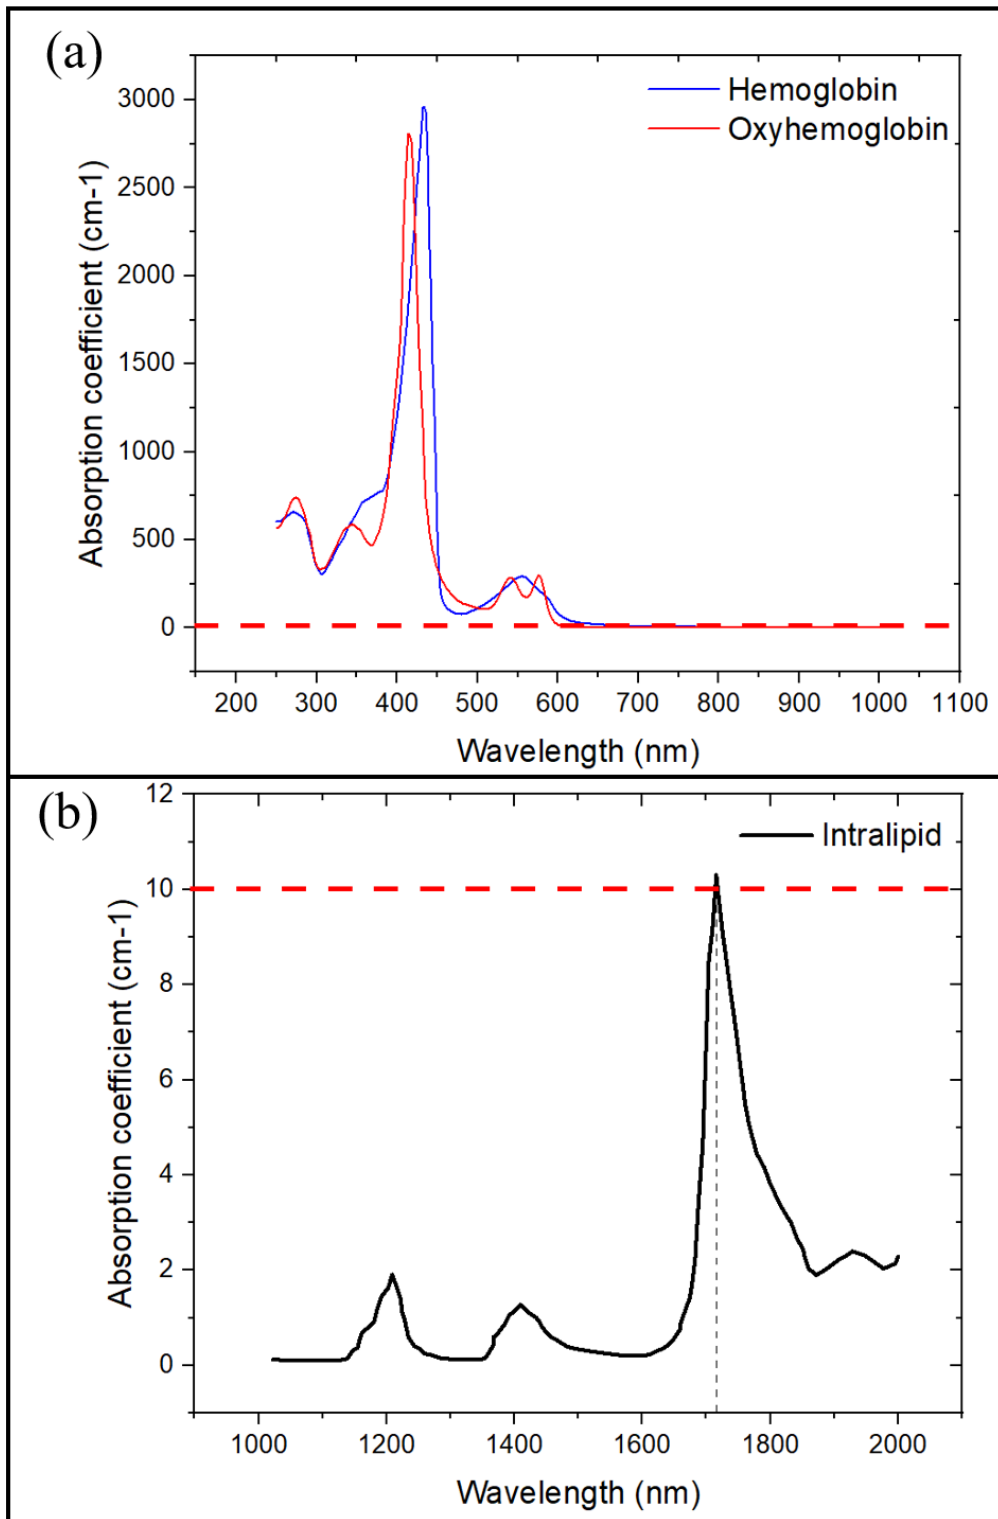 (a)
Hemoglobin
Oxyhemoglobin
3000
2500
2000
1500
1000
500
0
Absorption coefficient (cm-1)
200 300 400 500 600 700 800 900 1000 1100
Wavelength (nm)
(b)
Intralipid
12
10
8
6
4
2
0
Absorption coefficient (cm-1)
1000 1200 1400 1600 1800 2000
Wavelength (nm)